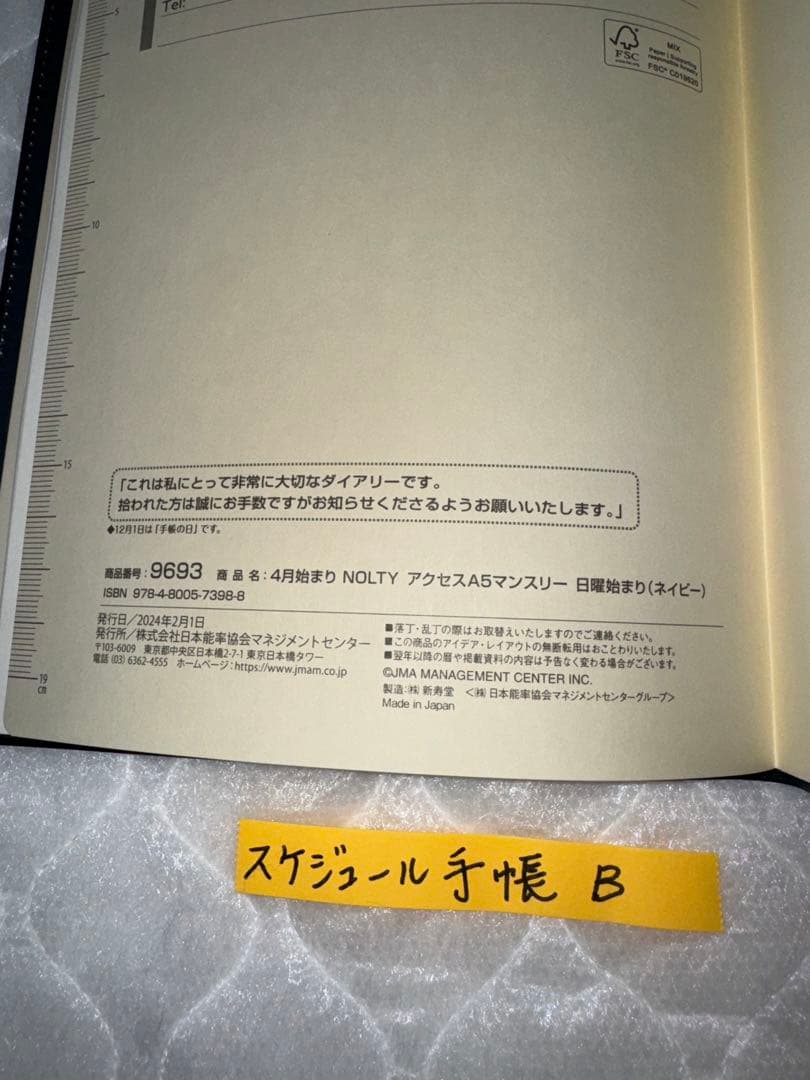 Tel:
5
MIX
Paper | Supporting
responsible forestry
FSC® C018620
FSC
www.fsc.org
10
15
「これは私にとって非常に大切なダイアリーです。
拾われた方は誠にお手数ですがお知らせくださるようお願いいたします。」
◆12月1日は「手帳の日」です。
商品番号:9693 商品名:4月始まり NOLTY アクセスA5マンスリー 日曜始まり(ネイビー)
ISBN 978-4-8005-7398-8
発行日/2024年2月1日
発行所/株式会社日本能率協会マネジメントセンター
〒103-6009 東京都中央区日本橋2-7-1 東京日本橋タワー
電話 (03) 6362-4555 ホームページ:https://www.jmam.co.jp
■落丁・乱丁の際はお取替えいたしますのでご連絡ください。
■この商品のアイデア・レイアウトの無断転用はおことわりいたします。
■翌年以降の暦や掲載資料の内容は予告なく変わる場合がございます。
©JMA MANAGEMENT CENTER INC.
製造:㈱ 新寿堂 <㈱ 日本能率協会マネジメントセンターグループ>
Made in Japan
19
cm
スケジュール手帳 B